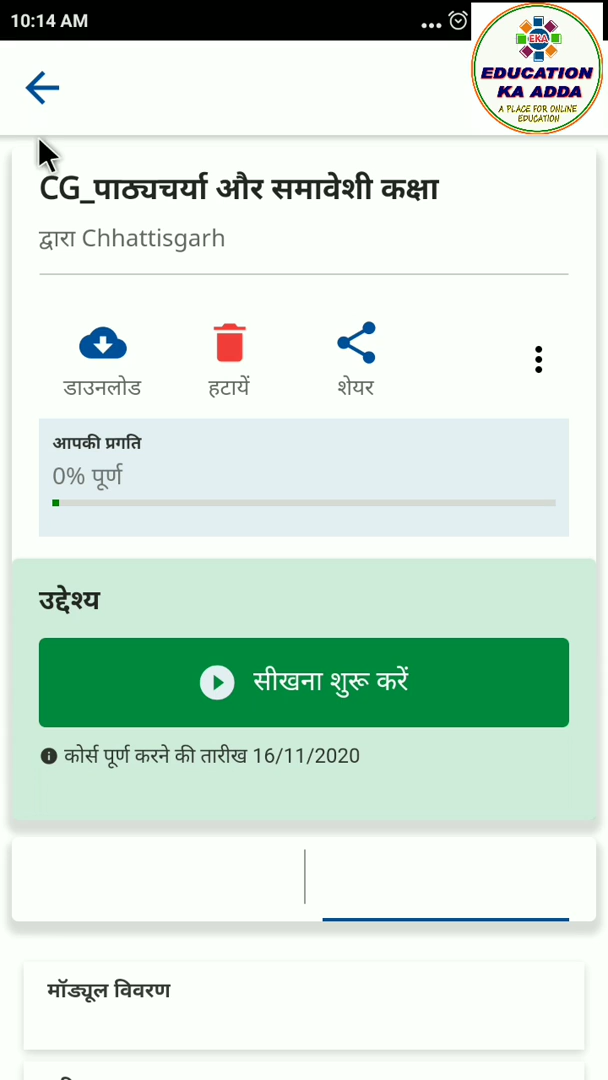 10:14 AM
EKA
EDUCATION
KA ADDA
A PLACE FOR ONLINE
EDUCATION
CG_पाठ्यचर्या और समावेशी कक्षा
द्वारा Chhattisgarh
डाउनलोड
हटायें
शेयर
आपकी प्रगति
0% पूर्ण
उद्देश्य
सीखना शुरू करें
कोर्स पूर्ण करने की तारीख 16/11/2020
मॉड्यूल विवरण